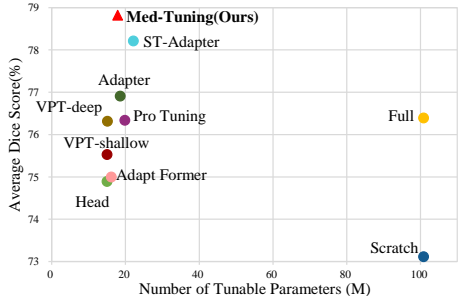 79
Med-Tuning(Ours)
ST-Adapter
78
Adapter
77
VPT-deep
Pro Tuning
Full
76
VPT-shallow
75
Adapt Former
Head
74
Scratch
73
0
20
40
60
80
100
120
Number of Tunable Parameters (M)
Average Dice Score(%)